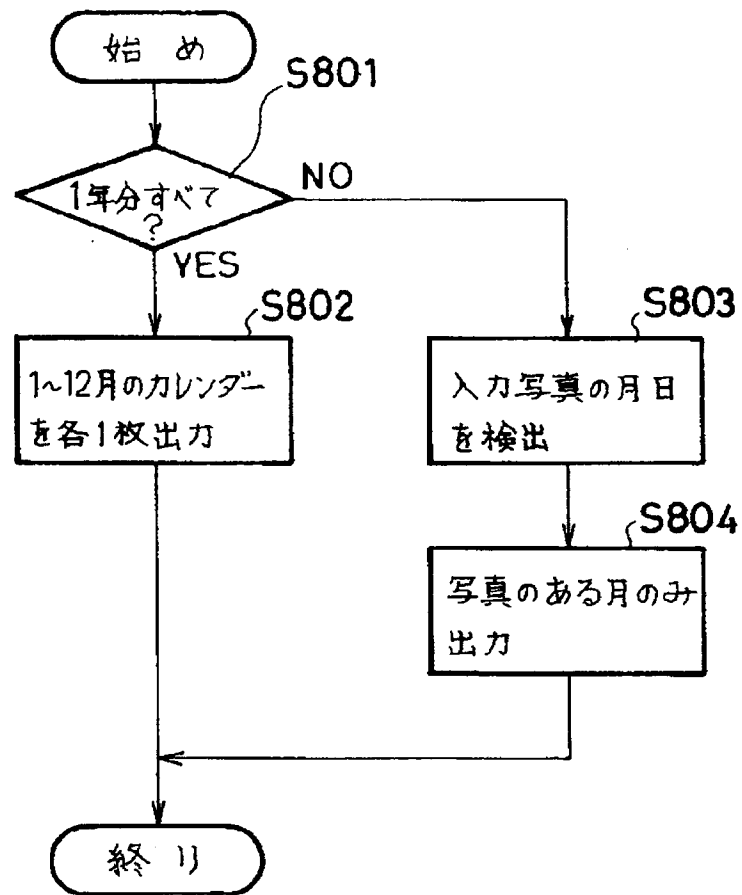 始め
S801
1年分すべて
?
NO
YES
S802
1~12月のカレンダー
を各1枚出力
S803
入力写真の月日
を検出
S804
写真のある月のみ
出力
終り